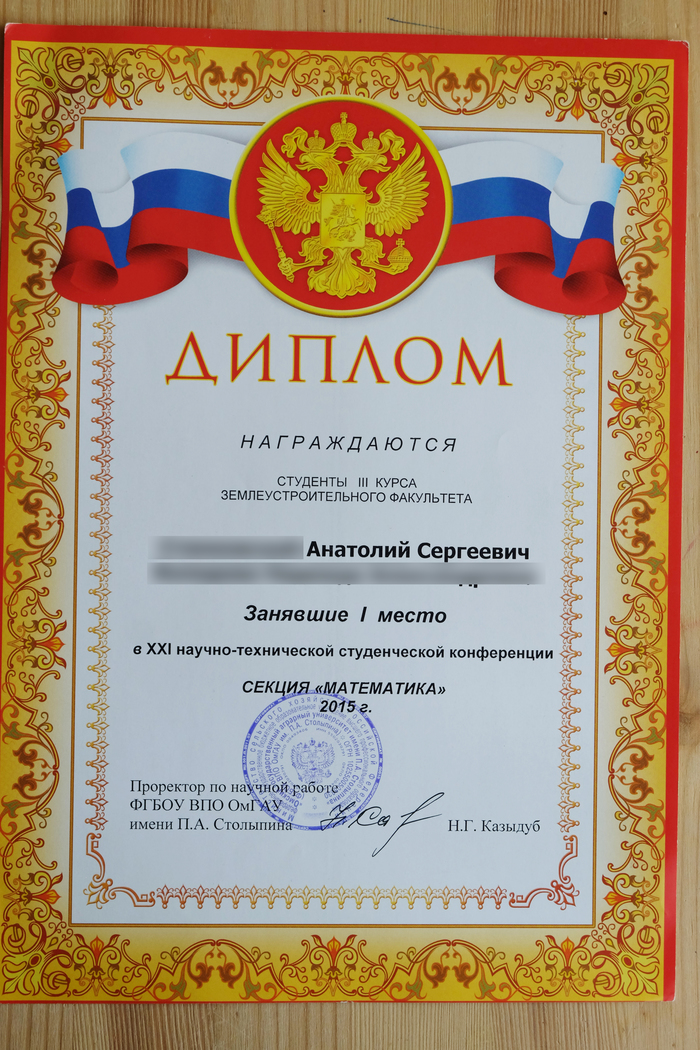 ДИПЛОМ
НАГРАЖДАЮТСЯ
СТУДЕНТЫ III КУРСА
ЗЕМЛЕУСТРОИТЕЛЬНОГО ФАКУЛЬТЕТА
Анатолий Сергеевич
Занявшие I место
в XXI научно-технической студенческой конференции
СЕКЦИЯ «МАТЕМАТИКА»
2015 г.
Проректор по научной работе
ФГБОУ ВПО ОмГАУ
имени П.А. Столыпина
Н.Г. Казыдуб